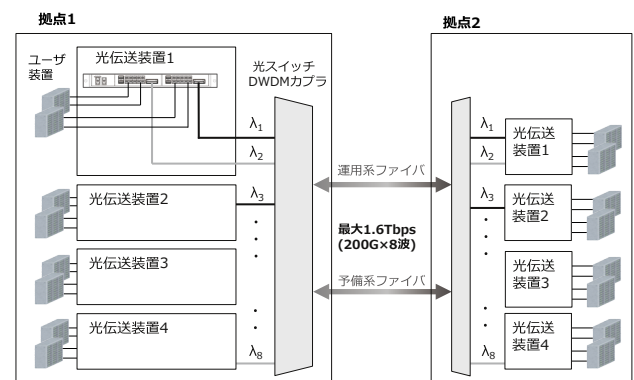 拠点1
拠点2
ユーザ
装置
光伝送装置1
光スイッチ
DWDMカプラ
λ1
λ2
運用系ファイバ
λ1
λ2
光伝送
装置1
光伝送装置2
λ3
最大1.6Tbps
(200G×8波)
λ3
光伝送
装置2
光伝送装置3
予備系ファイバ
光伝送
装置3
光伝送装置4
λ8
λ8
光伝送
装置4